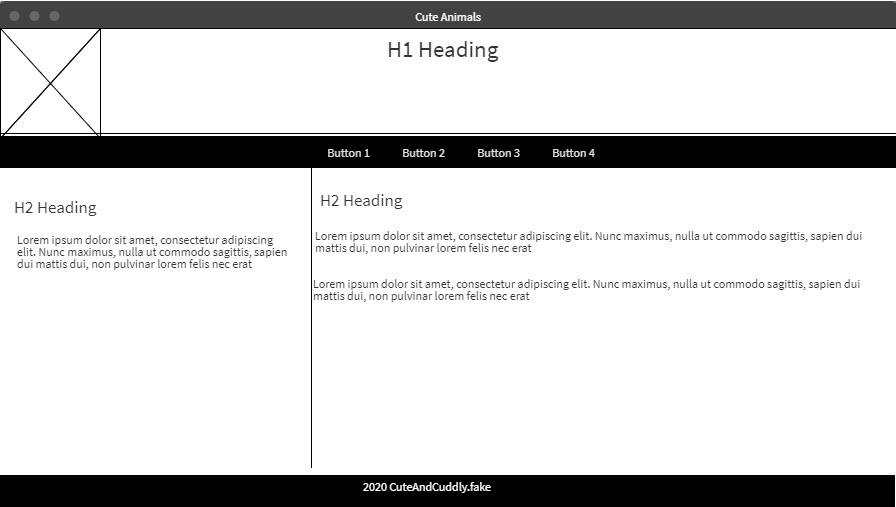 Cute Animals
H1 Heading
Button 1 Button 2 Button 3 Button 4
H2 Heading
Lorem ipsum dolor sit amet, consectetur adipiscing
elit. Nunc maximus, nulla ut commodo sagittis, sapien
dui mattis dui, non pulvinar lorem felis nec erat
H2 Heading
Lorem ipsum dolor sit amet, consectetur adipiscing elit. Nunc maximus, nulla ut commodo sagittis, sapien dui
mattis dui, non pulvinar lorem felis nec erat
Lorem ipsum dolor sit amet, consectetur adipiscing elit. Nunc maximus, nulla ut commodo sagittis, sapien dui
mattis dui, non pulvinar lorem felis nec erat
2020 CuteAndCuddly.fake